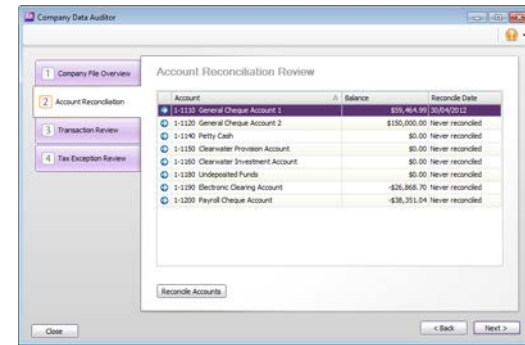 Company Data Auditor
1 Company File Overview
2 Account Reconciliation
3 Transaction Review
4 Tax Exception Review
Account Reconciliation Review
Account Balance Reconcile Date
1-1110 General Cheque Account 1 $59,464.99 30/04/2012
1-1120 General Cheque Account 2 $150,000.00 Never reconciled
1-1140 Petty Cash $0.00 Never reconciled
1-1150 Clearwater Provision Account $0.00 Never reconciled
1-1160 Clearwater Investment Account $0.00 Never reconciled
1-1180 Undeposited Funds $0.00 Never reconciled
1-1190 Electronic Clearing Account -$26,868.70 Never reconciled
1-1200 Payroll Cheque Account -$38,351.04 Never reconciled
Reconcile Accounts
Close < Back Next >